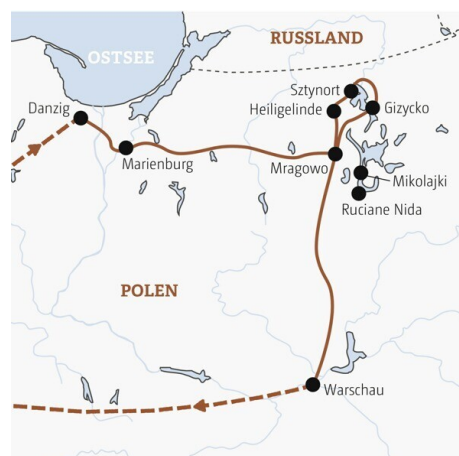 RUSSLAND
OSTSEE
Sztynort
Danzig
Heiligelinde
Gizycko
Marienburg
Mragowo
Mikolajki
Ruciane Nida
POLEN
Warschau